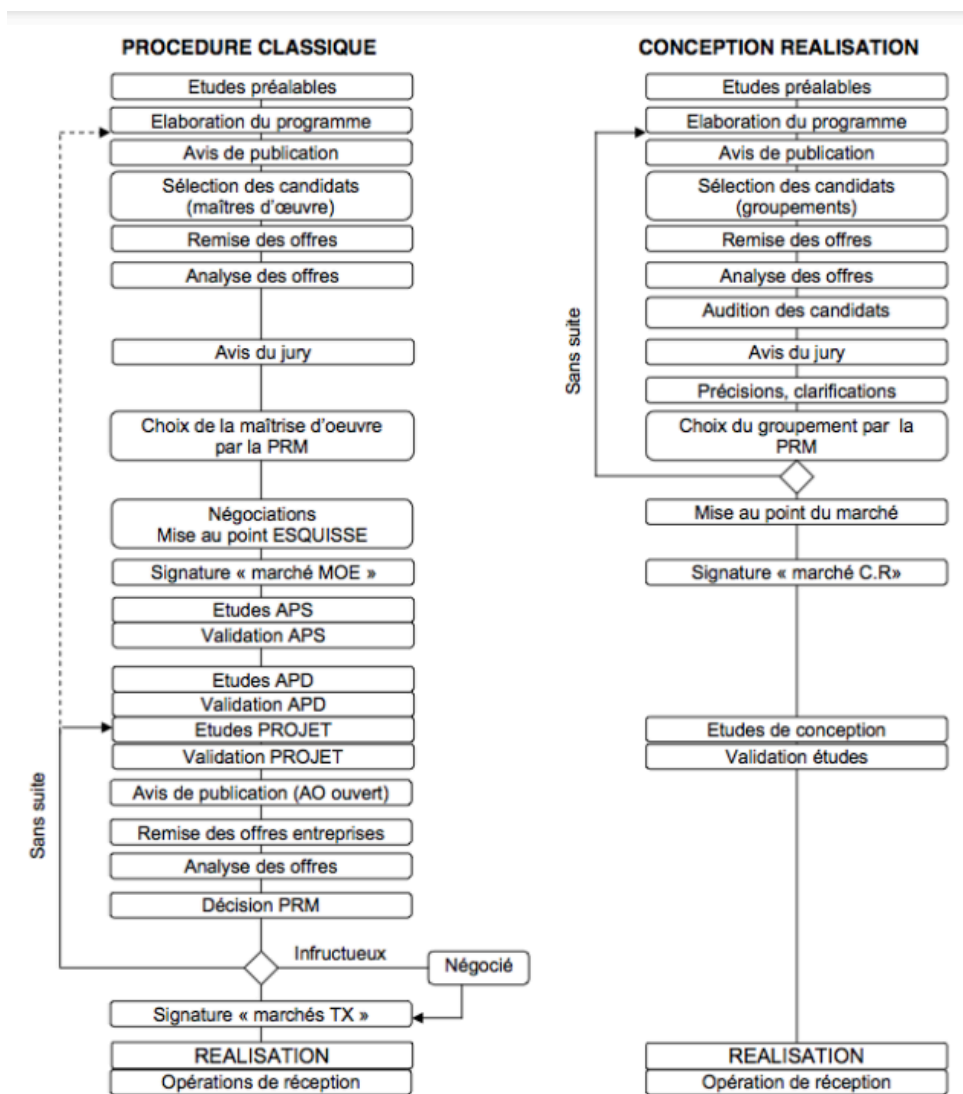 PROCEDURE CLASSIQUE
Etudes préalables
Elaboration du programme
Avis de publication
Sélection des candidats
(maîtres d'œuvre)
Remise des offres
Analyse des offres
Avis du jury
Choix de la maîtrise d'oeuvre
par la PRM
Négociations
Mise au point ESQUISSE
Signature « marché MOE »
Etudes APS
Validation APS
Etudes APD
Validation APD
Etudes PROJET
Validation PROJET
Avis de publication (AO ouvert)
Remise des offres entreprises
Analyse des offres
Décision PRM
Sans suite
Infructueux
Négocié
Signature « marchés TX »
REALISATION
Opérations de réception
CONCEPTION REALISATION
Etudes préalables
Elaboration du programme
Avis de publication
Sélection des candidats
(groupements)
Remise des offres
Analyse des offres
Audition des candidats
Avis du jury
Précisions, clarifications
Choix du groupement par la
PRM
Sans suite
Mise au point du marché
Signature « marché C.R»
Etudes de conception
Validation études
REALISATION
Opération de réception